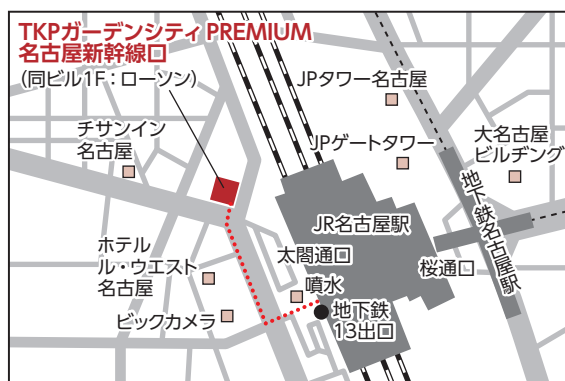 TKPガーデンシティ PREMIUM
名古屋新幹線口
(同ビル1F：ローソン)
JPタワー名古屋
チサンイン
名古屋
JPゲートタワー
大名古屋
ビルヂング
JR名古屋駅
地下鉄名古屋駅
太閤通口
桜通口
ホテル
ル・ウエスト
名古屋
噴水
地下鉄
13出口
ビックカメラ